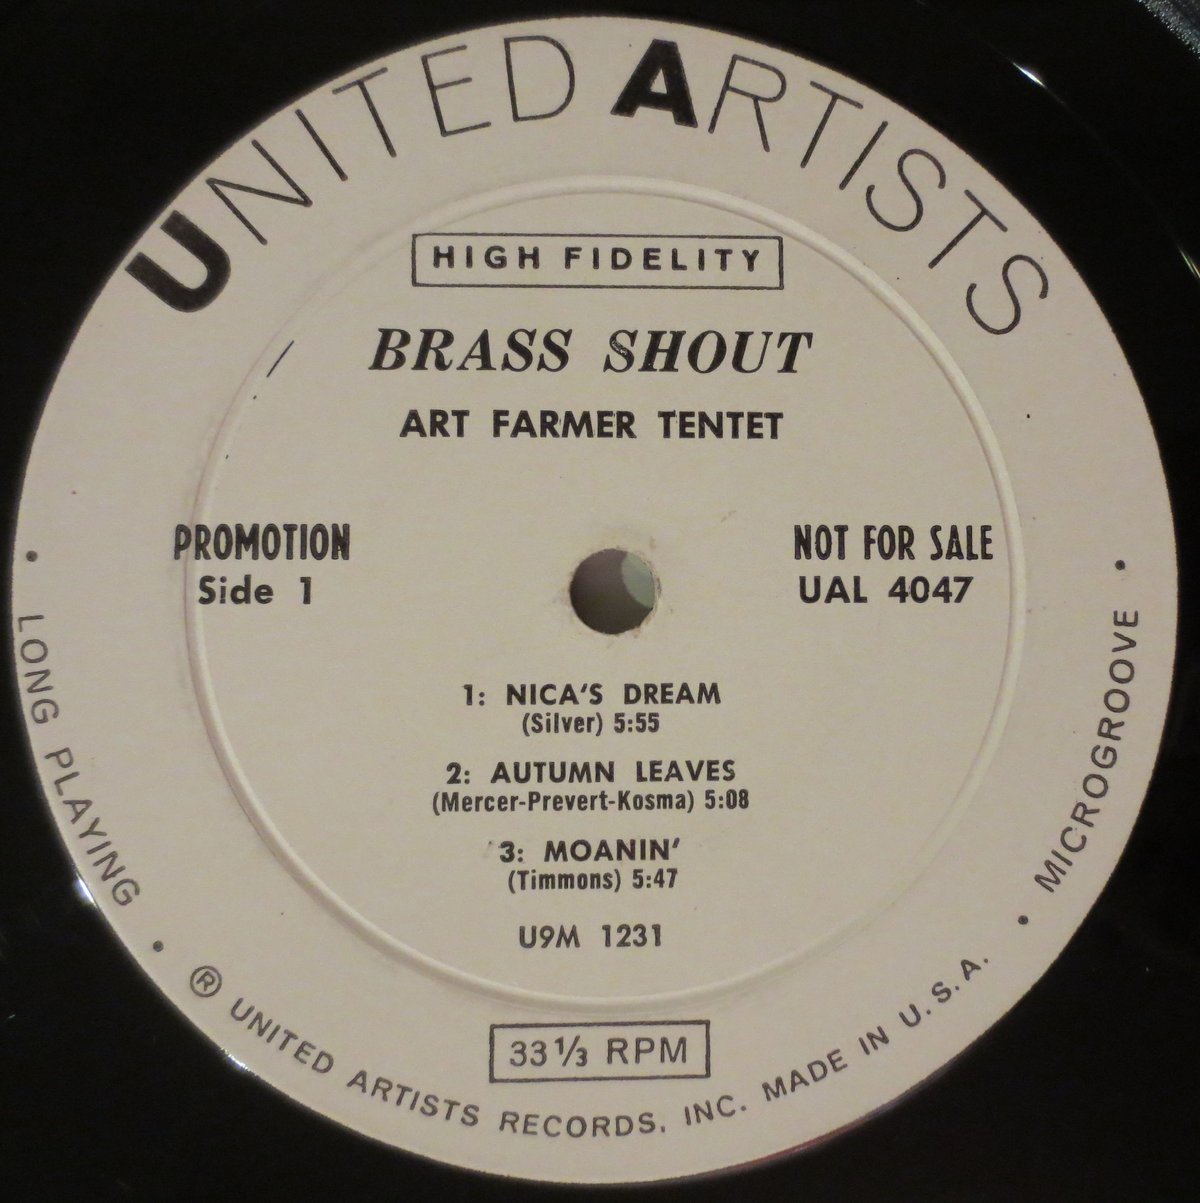 UNITED ARTISTS
HIGH FIDELITY
BRASS SHOUT
ART FARMER TENTET
PROMOTION
Side 1
NOT FOR SALE
UAL 4047
1: NICA'S DREAM
(Silver) 5:55
2: AUTUMN LEAVES
(Mercer-Prevert-Kosma) 5:08
3: MOANIN'
(Timmons) 5:47
U9M 1231
33 1/3 RPM
• LONG PLAYING • ® UNITED ARTISTS RECORDS, INC. MADE IN U.S.A. • MICROGROOVE •